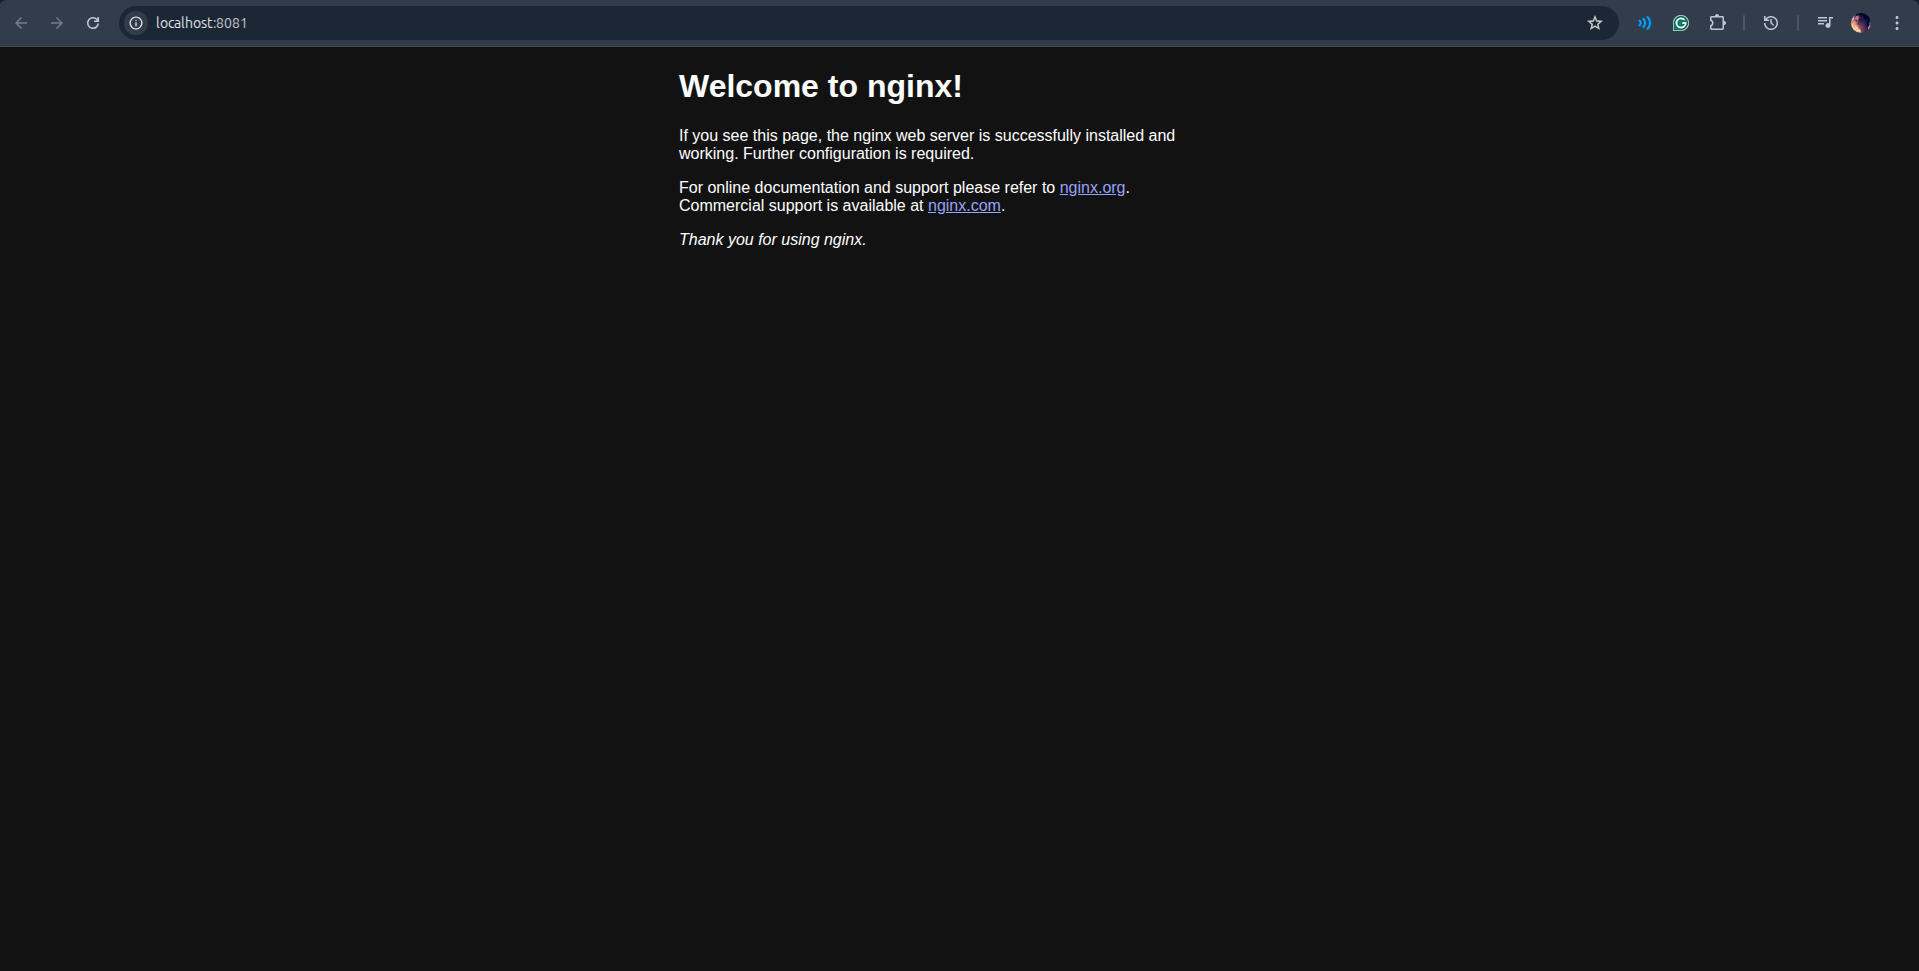 localhost:8081
Welcome to nginx!
If you see this page, the nginx web server is successfully installed and
working. Further configuration is required.
For online documentation and support please refer to nginx.org.
Commercial support is available at nginx.com.
Thank you for using nginx.